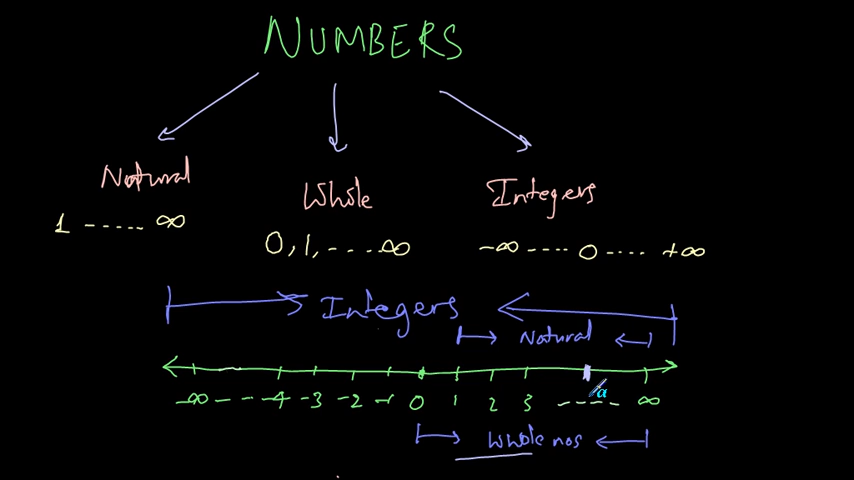 NUMBERS
Natural
Whole
Integers
1 ----- ∞
0, 1, - - - - ∞
-∞ ---- 0 ---- +∞
Integers
Natural
-∞ - - - -4 -3 -2 -1 0 1 2 3 ----- ∞
a
Whole nos